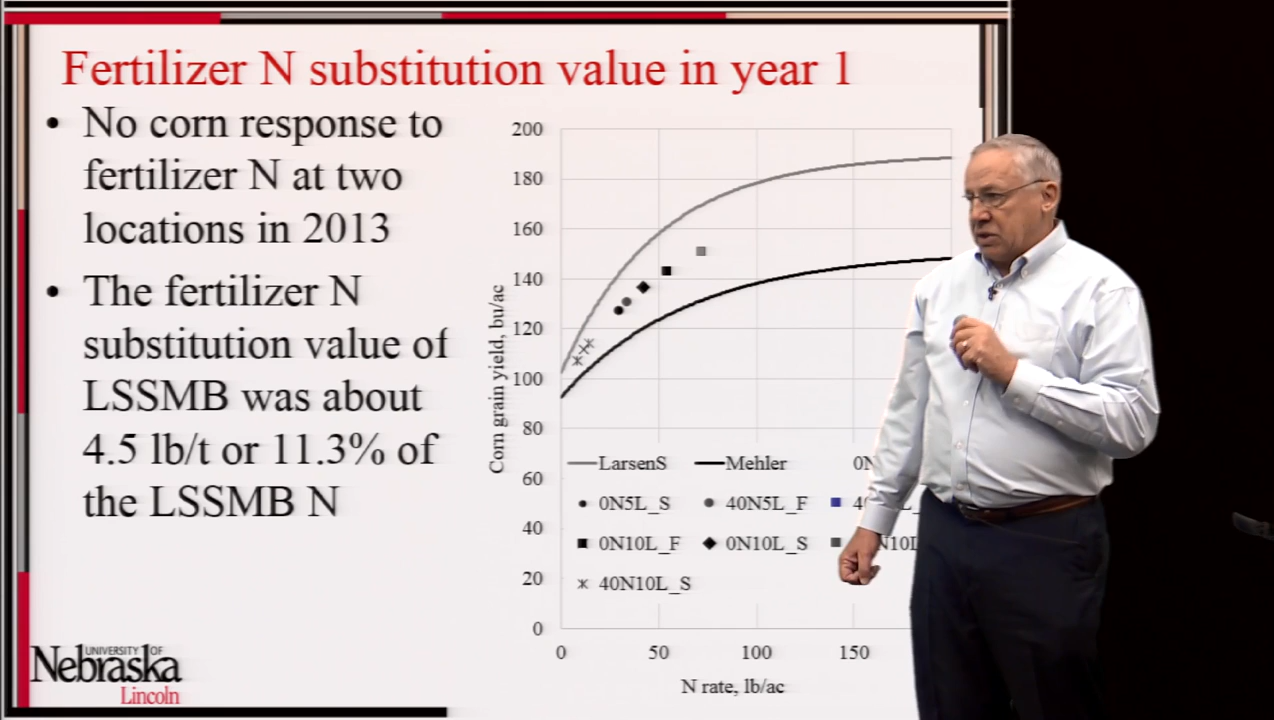 Fertilizer N substitution value in year 1
• No corn response to
fertilizer N at two
locations in 2013
• The fertilizer N
substitution value of
LSSMB was about
4.5 lb/t or 11.3% of
the LSSMB N
Corn grain yield, bu/ac
200
180
160
140
120
100
80
60
40
20
0
LarsenS
Mehler
0N5L_S
40N5L_F
0N10L_F
0N10L_S
40N10L_S
0
50
100
150
N rate, lb/ac
UNIVERSITY OF
Nebraska
Lincoln